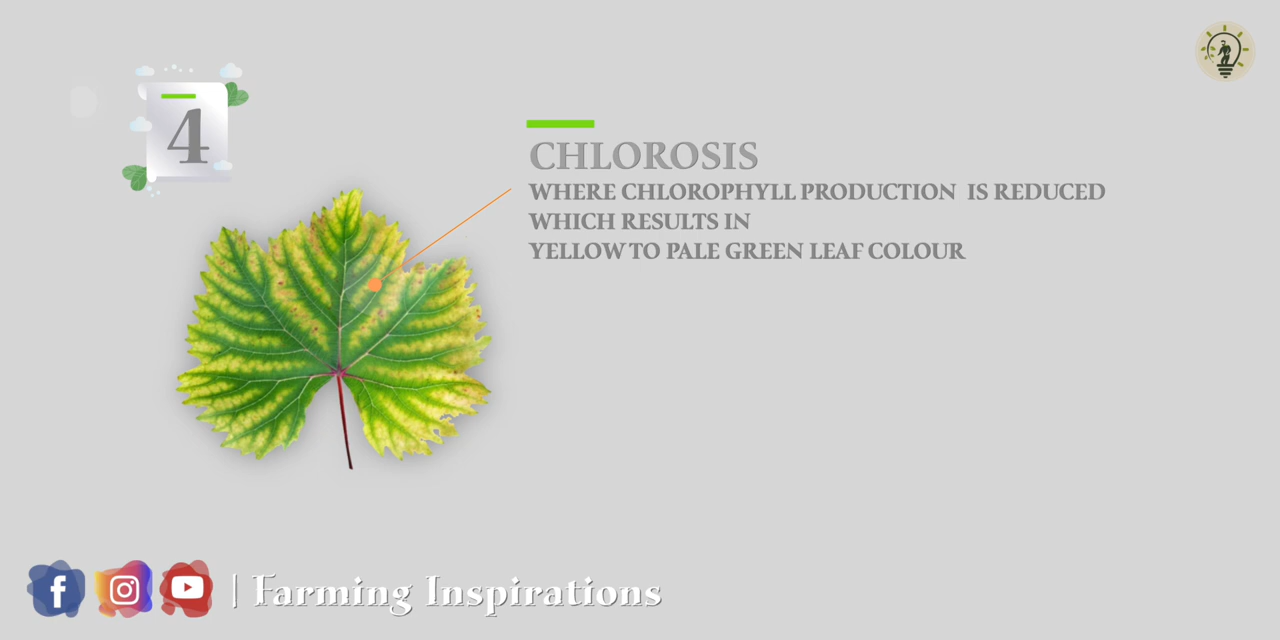 4
CHLOROSIS
WHERE CHLOROPHYLL PRODUCTION IS REDUCED
WHICH RESULTS IN
YELLOW TO PALE GREEN LEAF COLOUR
| Farming Inspirations